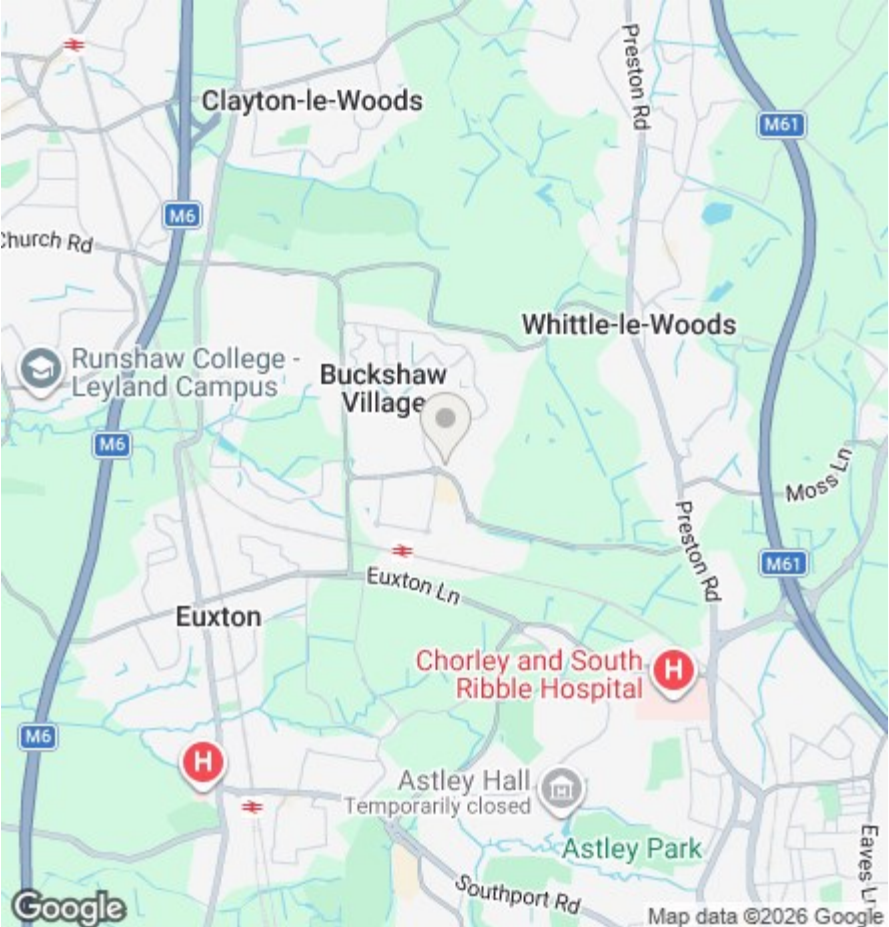 Preston Rd
Clayton-le-Woods
M61
M6
Church Rd
Whittle-le-Woods
Runshaw College -
Leyland Campus
Buckshaw
Village
M6
Moss Ln
Preston Rd
M61
Euxton Ln
Euxton
Chorley and South
Ribble Hospital
H
H
M6
Astley Hall
Temporarily closed
Astley Park
Eaves Ln
Southport Rd
Google
Map data ©2026 Google